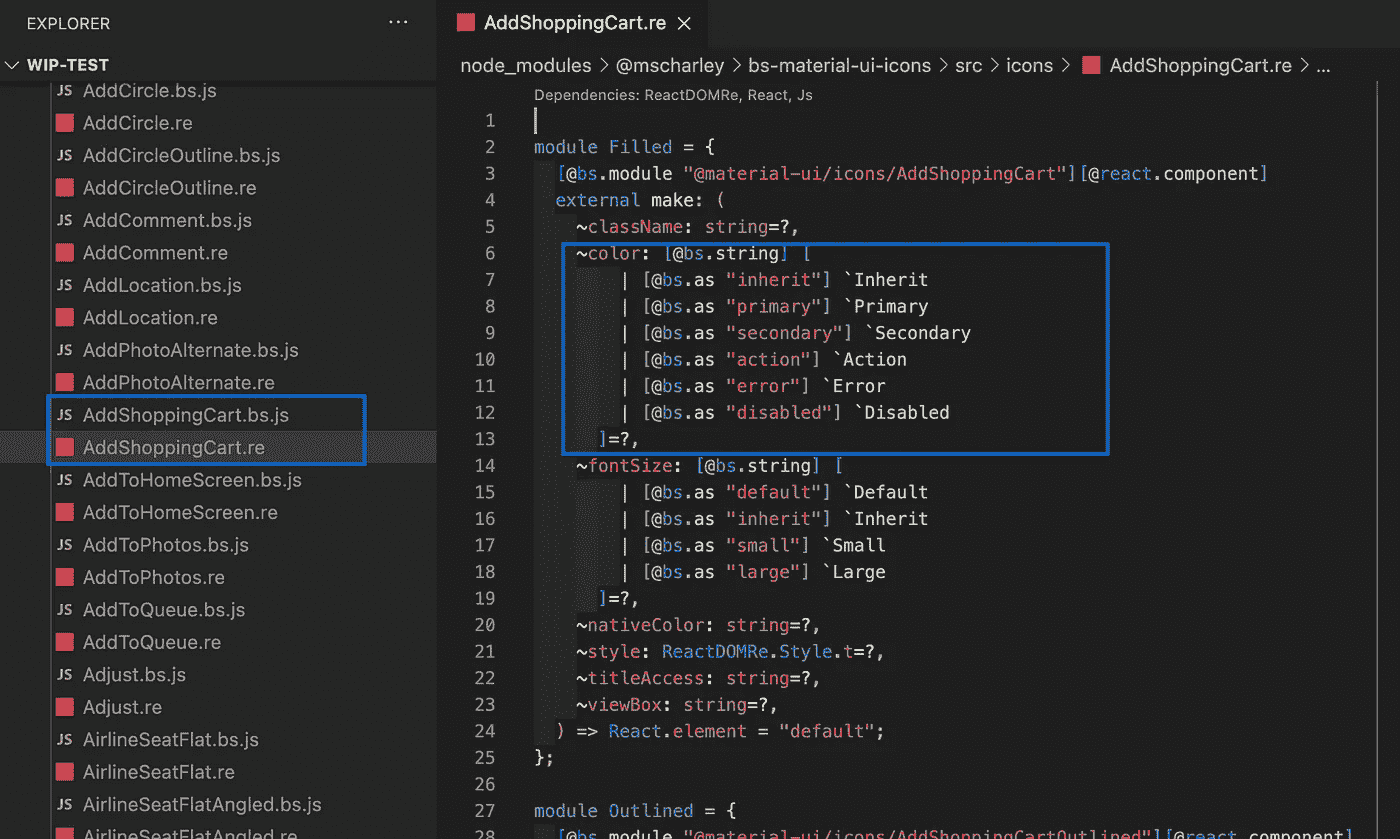 EXPLORER
...
WIP-TEST
JS AddCircle.bs.js
AddCircle.re
JS AddCircleOutline.bs.js
AddCircleOutline.re
JS AddComment.bs.js
AddComment.re
JS AddLocation.bs.js
AddLocation.re
JS AddPhotoAlternate.bs.js
AddPhotoAlternate.re
JS AddShoppingCart.bs.js
AddShoppingCart.re
JS AddToHomeScreen.bs.js
AddToHomeScreen.re
JS AddToPhotos.bs.js
AddToPhotos.re
JS AddToQueue.bs.js
AddToQueue.re
JS Adjust.bs.js
Adjust.re
JS AirlineSeatFlat.bs.js
AirlineSeatFlat.re
JS AirlineSeatFlatAngled.bs.js
AirlineSeatFlatAngled.re
AddShoppingCart.re
node_modules > @mscharley > bs-material-ui-icons > src > icons > AddShoppingCart.re > ...
Dependencies: ReactDOMRe, React, Js
1
2 module Filled = {
3 [@bs.module "@material-ui/icons/AddShoppingCart"][@react.component]
4 external make: (
5 ~className: string=?,
6 ~color: [@bs.string] [
7 | [@bs.as "inherit"] `Inherit
8 | [@bs.as "primary"] `Primary
9 | [@bs.as "secondary"] `Secondary
10 | [@bs.as "action"] `Action
11 | [@bs.as "error"] `Error
12 | [@bs.as "disabled"] `Disabled
13 ]=?,
14 ~fontSize: [@bs.string] [
15 | [@bs.as "default"] `Default
16 | [@bs.as "inherit"] `Inherit
17 | [@bs.as "small"] `Small
18 | [@bs.as "large"] `Large
19 ]=?,
20 ~nativeColor: string=?,
21 ~style: ReactDOMRe.Style.t=?,
22 ~titleAccess: string=?,
23 ~viewBox: string=?,
24 ) => React.element = "default";
25 };
26
27 module Outlined = {
28 [@bs.module "@material-ui/icons/AddShoppingCartOutlined"][@react.component]